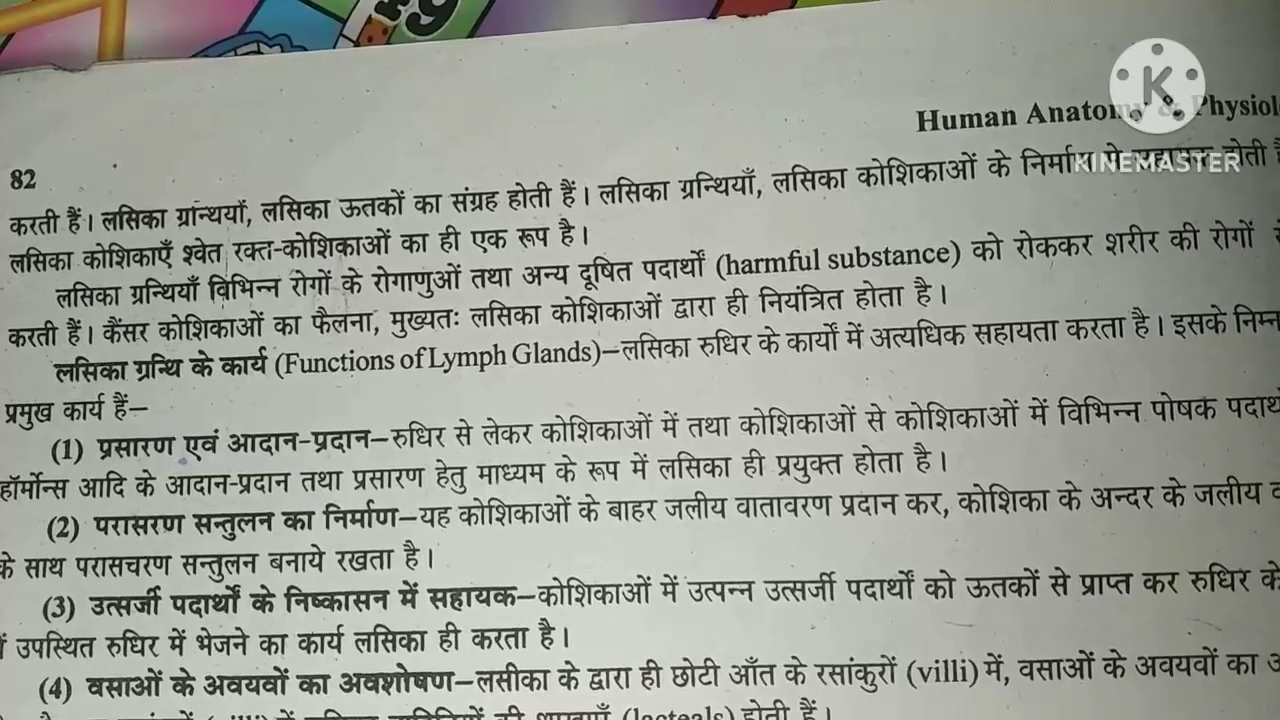 Human Anatomy & Physiol
KINEMASTER
82
करती हैं। लसिका ग्रन्थियों, लसिका ऊतकों का संग्रह होती हैं। लसिका ग्रन्थियाँ, लसिका कोशिकाओं के निर्माण होती
लसिका कोशिकाएँ श्वेत रक्त-कोशिकाओं का ही एक रूप है।
लसिका ग्रन्थियाँ विभिन्न रोगों के रोगाणुओं तथा अन्य दूषित पदार्थों (harmful substance) को रोककर शरीर की रोगों
करती हैं। कैंसर कोशिकाओं का फैलना, मुख्यतः लसिका कोशिकाओं द्वारा ही नियंत्रित होता है।
लसिका ग्रन्थि के कार्य (Functions of Lymph Glands)–लसिका रुधिर के कार्यों में अत्यधिक सहायता करता है। इसके निम्न
प्रमुख कार्य हैं–
(1) प्रसारण एवं आदान-प्रदान–रुधिर से लेकर कोशिकाओं में तथा कोशिकाओं से कोशिकाओं में विभिन्न पोषक पदार्थ
हॉर्मोन्स आदि के आदान-प्रदान तथा प्रसारण हेतु माध्यम के रूप में लसिका ही प्रयुक्त होता है।
(2) परासरण सन्तुलन का निर्माण–यह कोशिकाओं के बाहर जलीय वातावरण प्रदान कर, कोशिका के अन्दर के जलीय
के साथ परासचरण सन्तुलन बनाये रखता है।
(3) उत्सर्जी पदार्थों के निष्कासन में सहायक–कोशिकाओं में उत्पन्न उत्सर्जी पदार्थों को ऊतकों से प्राप्त कर रुधिर के
उपस्थित रुधिर में भेजने का कार्य लसिका ही करता है।
(4) वसाओं के अवयवों का अवशोषण–लसीका के द्वारा ही छोटी आँत के रसांकुरों (villi) में, वसाओं के अवयवों का
(lacteals) होती हैं।